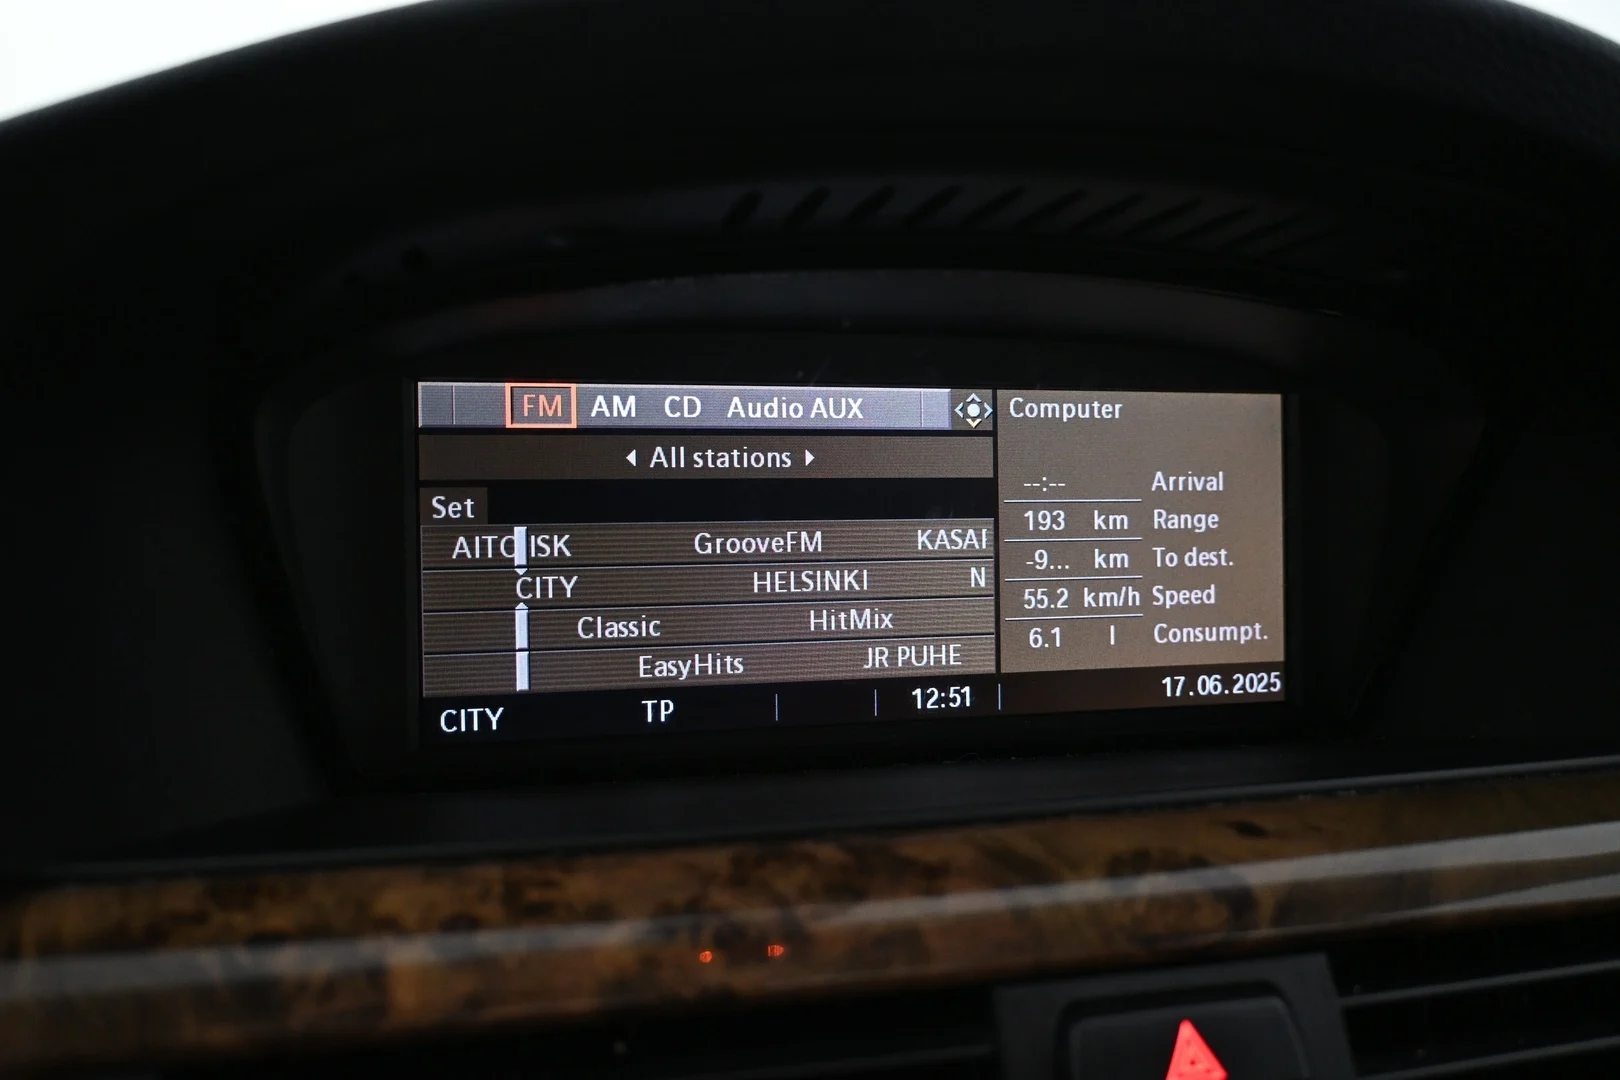 FM AM CD Audio AUX
All stations
Set
AITO ISK GrooveFM KASAI
CITY HELSINKI N
Classic HitMix
EasyHits JR PUHE
CITY TP 12:51
Computer
--:-- Arrival
193 km Range
-9... km To dest.
55.2 km/h Speed
6.1 l Consumpt.
17.06.2025